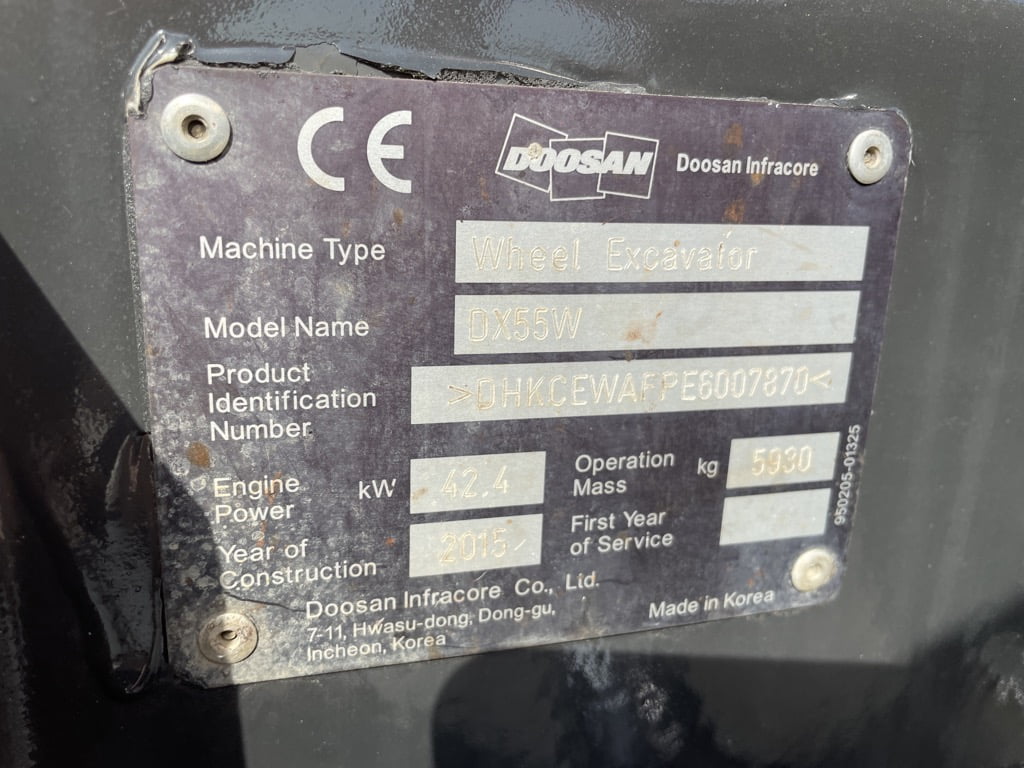 CE DOOSAN Doosan Infracore
Machine Type Wheel Excavator
Model Name DX55W
Product
Identification
Number >DHKCEWAFPE6007870<
Engine
Power kW 42.4
Operation
Mass kg 5930
Year of
Construction 2015
First Year
of Service
950205-01325
Doosan Infracore Co., Ltd.
7-11, Hwasu-dong, Dong-gu,
Incheon, Korea
Made in Korea